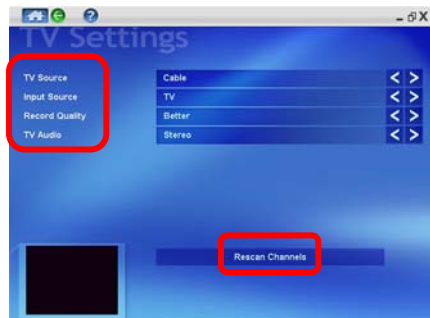 TV Settings
TV Source Cable < >
Input Source TV < >
Record Quality Better < >
TV Audio Stereo < >
Rescan Channels